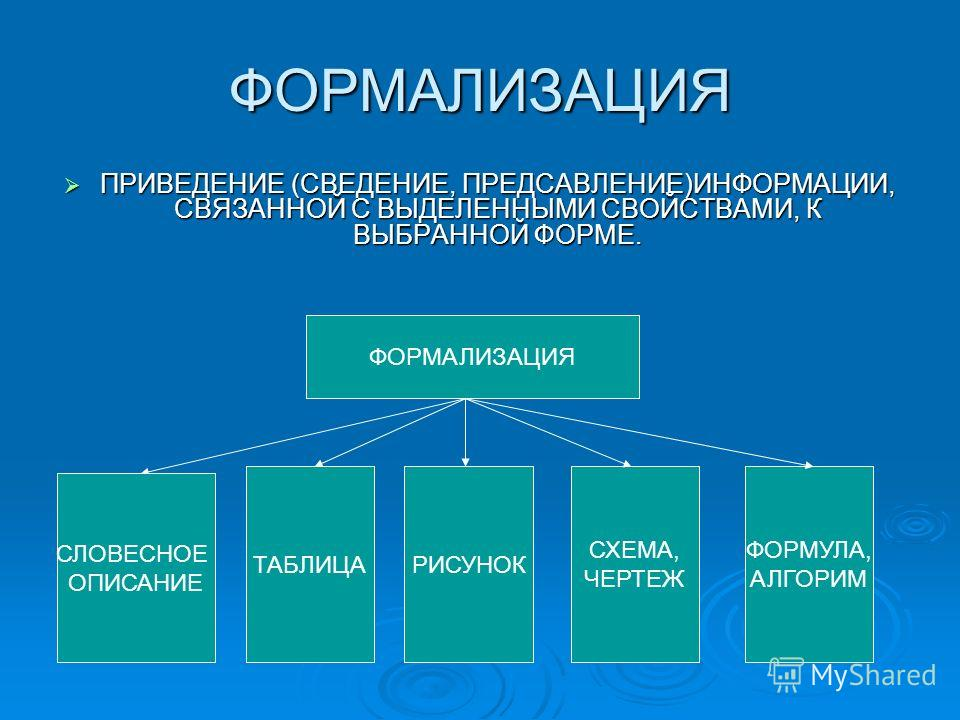 ФОРМАЛИЗАЦИЯ
ПРИВЕДЕНИЕ (СВЕДЕНИЕ, ПРЕДСАВЛЕНИЕ)ИНФОРМАЦИИ,
СВЯЗАННОЙ С ВЫДЕЛЕННЫМИ СВОЙСТВАМИ, К
ВЫБРАННОЙ ФОРМЕ.
ФОРМАЛИЗАЦИЯ
СЛОВЕСНОЕ
ОПИСАНИЕ
ТАБЛИЦА
РИСУНОК
СХЕМА,
ЧЕРТЕЖ
ФОРМУЛА,
АЛГОРИМ
MyShared